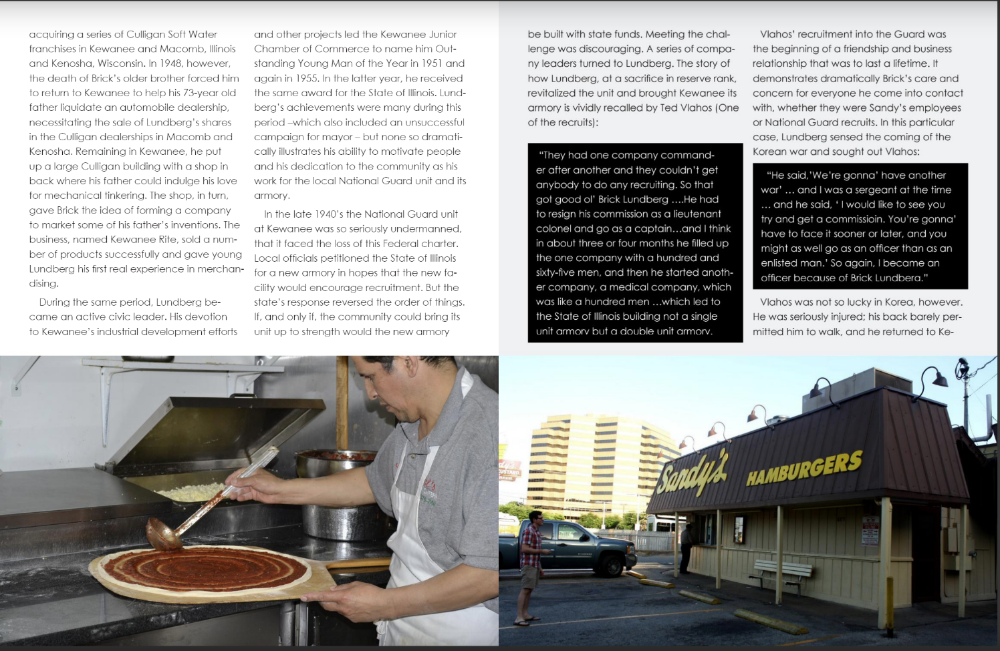 acquiring a series of Culligan Soft Water
franchises in Kewanee and Macomb, Illinois
and Kenosha, Wisconsin. In 1948, however,
the death of Brick's older brother forced him
to return to Kewanee to help his 73-year old
father liquidate an automobile dealership,
necessitating the sale of Lundberg's shares
in the Culligan dealerships in Macomb and
Kenosha. Remaining in Kewanee, he put
up a large Culligan building with a shop in
back where his father could indulge his love
for mechanical tinkering. The shop, in turn,
gave Brick the idea of forming a company
to market some of his father's inventions. The
business, named Kewanee Rite, sold a num-
ber of products successfully and gave young
Lundberg his first real experience in merchan-
dising.
During the same period, Lundberg be-
came an active civic leader. His devotion
to Kewanee's industrial development efforts
and other projects led the Kewanee Junior
Chamber of Commerce to name him Out-
standing Young Man of the Year in 1951 and
again in 1955. In the latter year, he received
the same award for the State of Illinois. Lund-
berg's achievements were many during this
period –which also included an unsuccessful
campaign for mayor – but none so dramati-
cally illustrates his ability to motivate people
and his dedication to the community as his
work for the local National Guard unit and its
armory.
In the late 1940's the National Guard unit
at Kewanee was so seriously undermanned,
that it faced the loss of this Federal charter.
Local officials petitioned the State of Illinois
for a new armory in hopes that the new fa-
cility would encourage recruitment. But the
state's response reversed the order of things.
If, and only if, the community could bring its
unit up to strength would the new armory
be built with state funds. Meeting the chal-
lenge was discouraging. A series of compa-
ny leaders turned to Lundberg. The story of
how Lundberg, at a sacrifice in reserve rank,
revitalized the unit and brought Kewanee its
armory is vividly recalled by Ted Vlahos (One
of the recruits):
“They had one company command-
er after another and they couldn't get
anybody to do any recruiting. So that
got good ol' Brick Lundberg ....He had
to resign his commission as a lieutenant
colonel and go as a captain...and I think
in about three or four months he filled up
the one company with a hundred and
sixty-five men, and then he started anoth-
er company, a medical company, which
was like a hundred men ...which led to
the State of Illinois building not a single
unit armory but a double unit armory.
Vlahos' recruitment into the Guard was
the beginning of a friendship and business
relationship that was to last a lifetime. It
demonstrates dramatically Brick's care and
concern for everyone he come into contact
with, whether they were Sandy's employees
or National Guard recruits. In this particular
case, Lundberg sensed the coming of the
Korean war and sought out Vlahos:
“He said,'We're gonna' have another
war' ... and I was a sergeant at the time
... and he said, ' I would like to see you
try and get a commissioin. You're gonna'
have to face it sooner or later, and you
might as well go as an officer than as an
enlisted man.' So again, I became an
officer because of Brick Lundberg.”
Vlahos was not so lucky in Korea, however.
He was seriously injured; his back barely per-
mitted him to walk, and he returned to Ke-
Sandy's HAMBURGERS